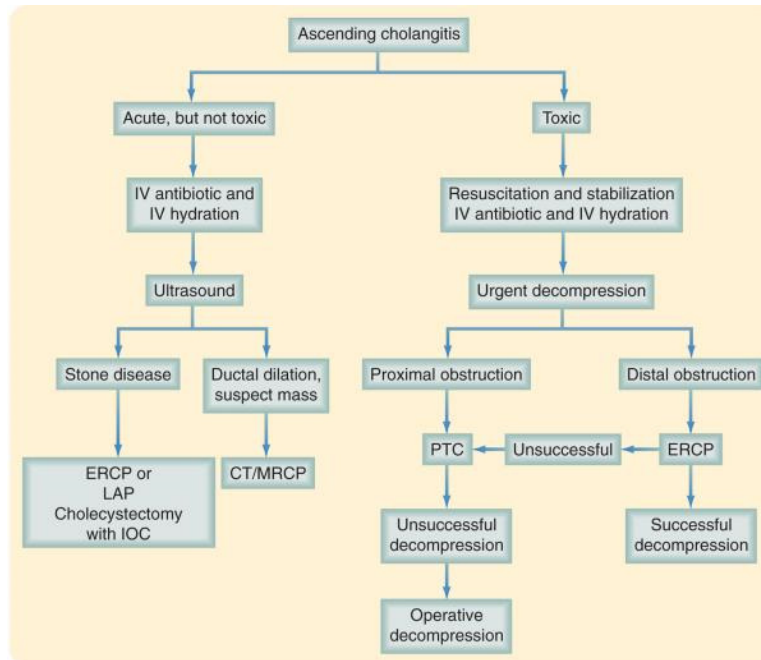 Ascending cholangitis
Acute, but not toxic
Toxic
IV antibiotic and
IV hydration
Resuscitation and stabilization
IV antibiotic and IV hydration
Ultrasound
Urgent decompression
Stone disease
Ductal dilation,
suspect mass
Proximal obstruction
Distal obstruction
ERCP or
LAP
Cholecystectomy
with IOC
CT/MRCP
PTC
Unsuccessful
ERCP
Unsuccessful
decompression
Successful
decompression
Operative
decompression